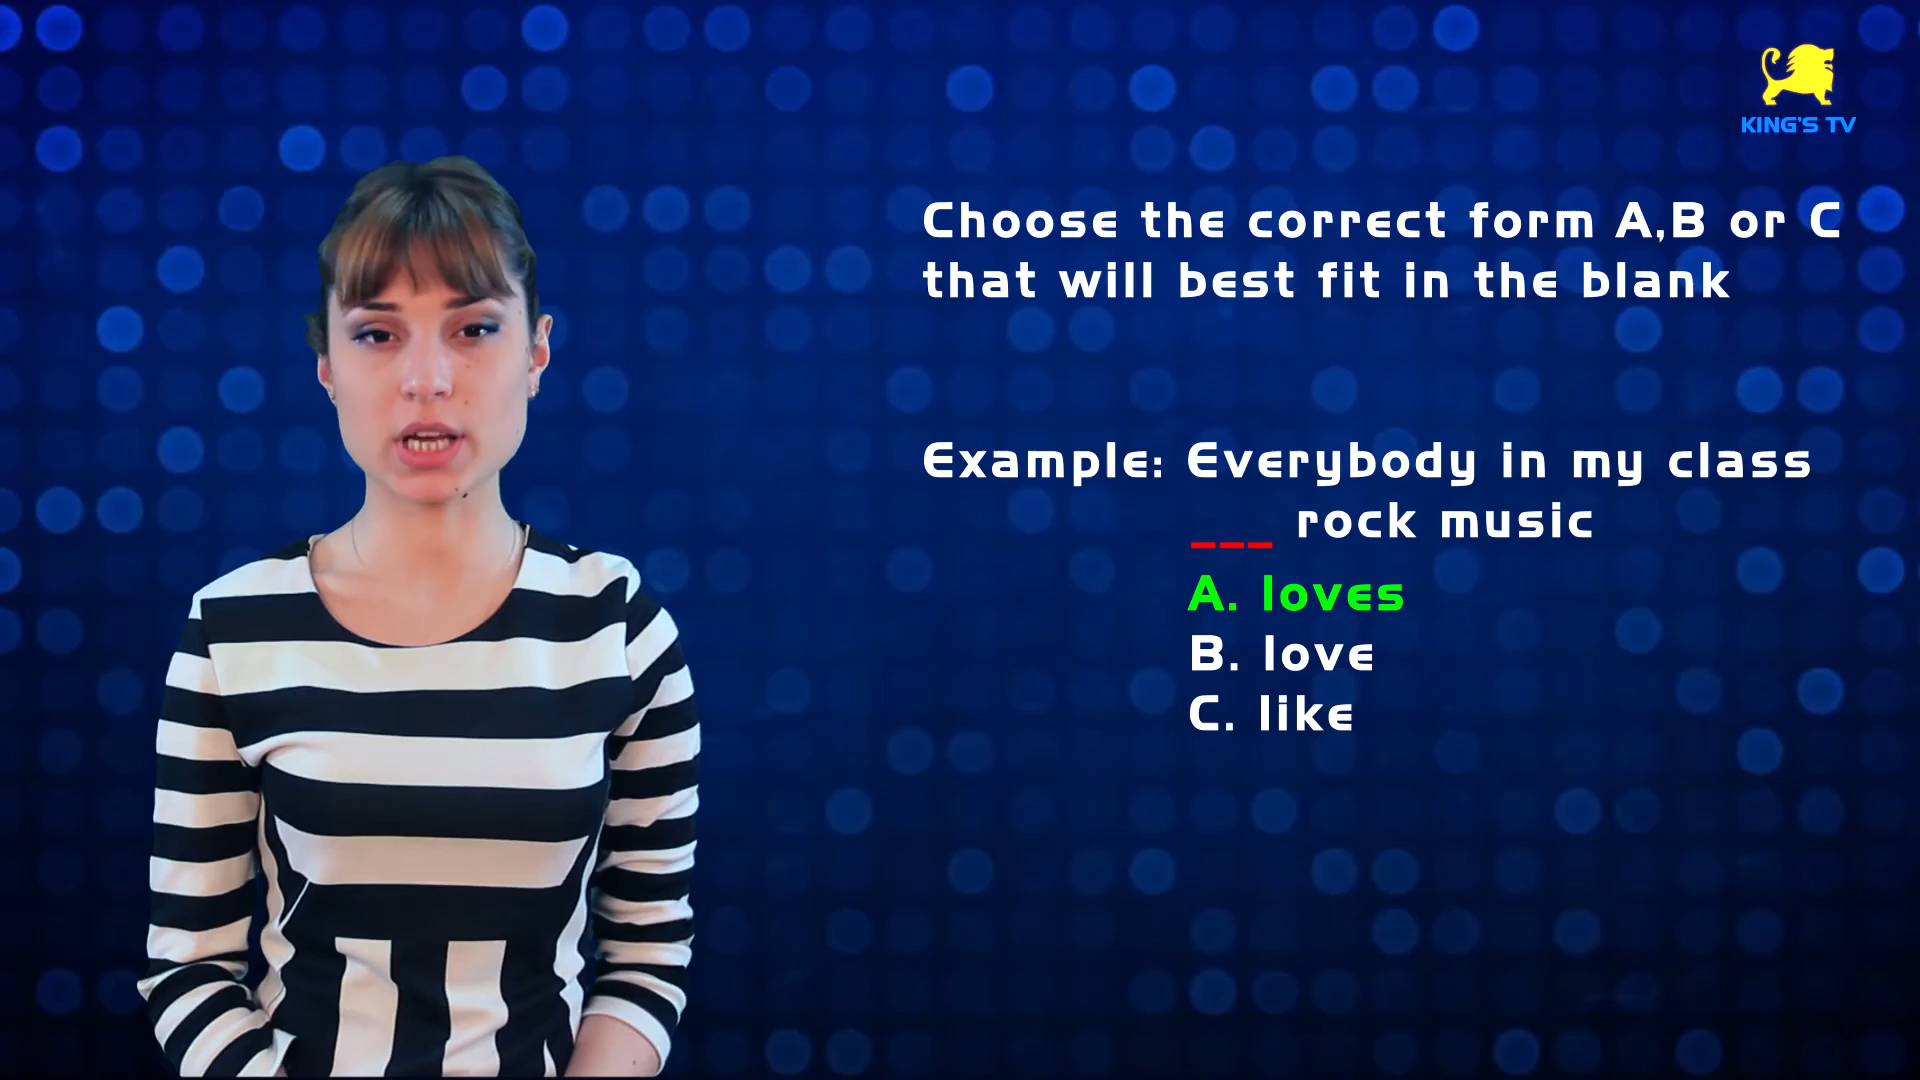 KING'S TV
Choose the correct form A,B or C
that will best fit in the blank
Example: Everybody in my class
___ rock music
A. loves
B. love
C. like